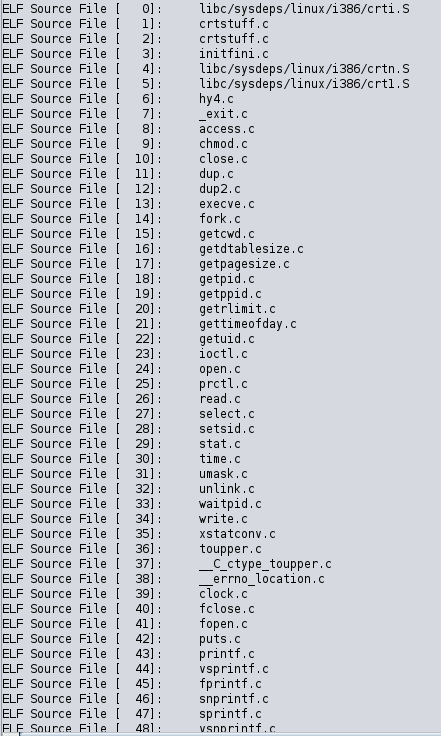 ELF Source File [   0]:     libc/sysdeps/linux/i386/crti.S
ELF Source File [   1]:     crtstuff.c
ELF Source File [   2]:     crtstuff.c
ELF Source File [   3]:     initfini.c
ELF Source File [   4]:     libc/sysdeps/linux/i386/crtn.S
ELF Source File [   5]:     libc/sysdeps/linux/i386/crt1.S
ELF Source File [   6]:     hy4.c
ELF Source File [   7]:     _exit.c
ELF Source File [   8]:     access.c
ELF Source File [   9]:     chmod.c
ELF Source File [  10]:     close.c
ELF Source File [  11]:     dup.c
ELF Source File [  12]:     dup2.c
ELF Source File [  13]:     execve.c
ELF Source File [  14]:     fork.c
ELF Source File [  15]:     getcwd.c
ELF Source File [  16]:     getdtablesize.c
ELF Source File [  17]:     getpagesize.c
ELF Source File [  18]:     getpid.c
ELF Source File [  19]:     getppid.c
ELF Source File [  20]:     getrlimit.c
ELF Source File [  21]:     gettimeofday.c
ELF Source File [  22]:     getuid.c
ELF Source File [  23]:     ioctl.c
ELF Source File [  24]:     open.c
ELF Source File [  25]:     prctl.c
ELF Source File [  26]:     read.c
ELF Source File [  27]:     select.c
ELF Source File [  28]:     setsid.c
ELF Source File [  29]:     stat.c
ELF Source File [  30]:     time.c
ELF Source File [  31]:     umask.c
ELF Source File [  32]:     unlink.c
ELF Source File [  33]:     waitpid.c
ELF Source File [  34]:     write.c
ELF Source File [  35]:     xstatconv.c
ELF Source File [  36]:     toupper.c
ELF Source File [  37]:     __C_ctype_toupper.c
ELF Source File [  38]:     __errno_location.c
ELF Source File [  39]:     clock.c
ELF Source File [  40]:     fclose.c
ELF Source File [  41]:     fopen.c
ELF Source File [  42]:     puts.c
ELF Source File [  43]:     printf.c
ELF Source File [  44]:     vsprintf.c
ELF Source File [  45]:     fprintf.c
ELF Source File [  46]:     snprintf.c
ELF Source File [  47]:     sprintf.c
ELF Source File [  48]:     vsnprintf.c